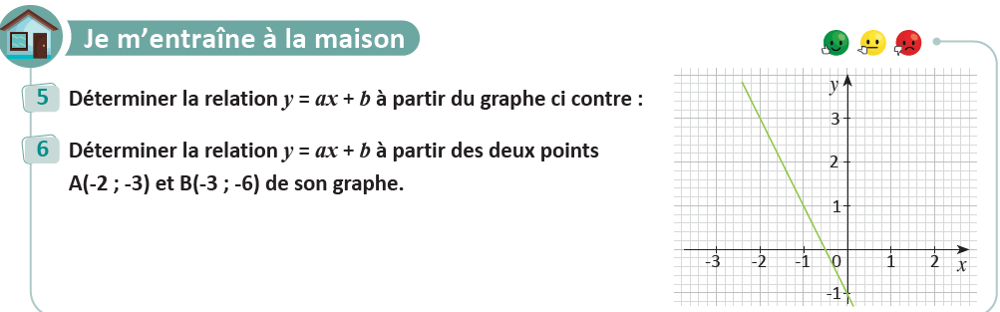 Je m'entraîne à la maison
5 Déterminer la relation y = ax + b à partir du graphe ci contre :
6 Déterminer la relation y = ax + b à partir des deux points
A(-2 ; -3) et B(-3 ; -6) de son graphe.
y
3
2
1
-3 -2 -1 0 1 2 x
-1